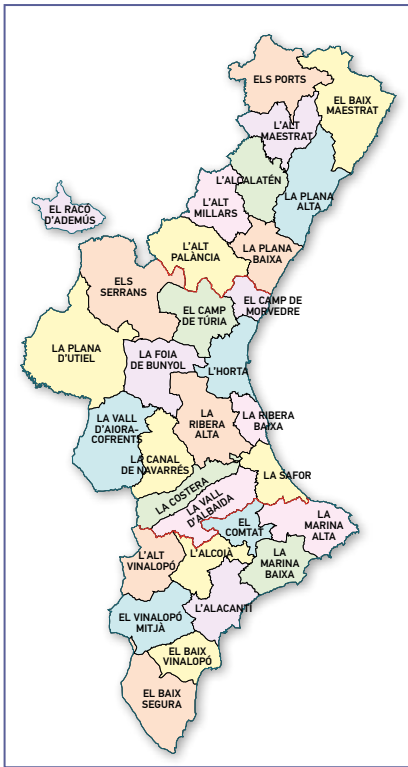 ELS PORTS
EL BAIX
MAESTRAT
L'ALT
MAESTRAT
L'ALCALATÉN
LA PLANA
ALTA
L'ALT
MILLARS
EL RACÓ
D'ADEMÚS
L'ALT
PALÀNCIA
LA PLANA
BAIXA
ELS
SERRANS
EL CAMP
DE TÚRIA
EL CAMP DE
MORVEDRE
LA PLANA
D'UTIEL
LA FOIA
DE BUNYOL
L'HORTA
LA VALL
D'AIORA-
COFRENTS
LA
RIBERA
ALTA
LA RIBERA
BAIXA
LA CANAL
DE NAVARRÉS
LA SAFOR
LA COSTERA
LA VALL
D'ALBAIDA
EL
COMTAT
LA
MARINA
ALTA
L'ALT
VINALOPÓ
L'ALCOIÀ
LA
MARINA
BAIXA
EL VINALOPÓ
MITJÀ
L'ALACANTÍ
EL BAIX
VINALOPÓ
EL BAIX
SEGURA